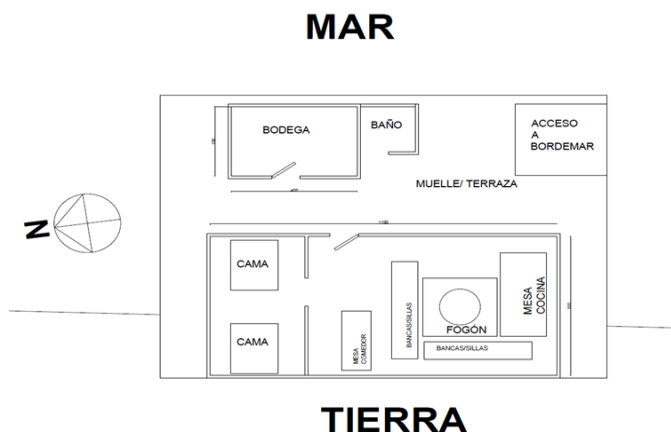 MAR
BODEGA
BAÑO
ACCESO
A
BORDEMAR
MUELLE/ TERRAZA
N
CAMA
CAMA
MESA
COMEDOR
BANCAS/SILLAS
FOGÓN
BANCAS/SILLAS
MESA
COCINA
TIERRA